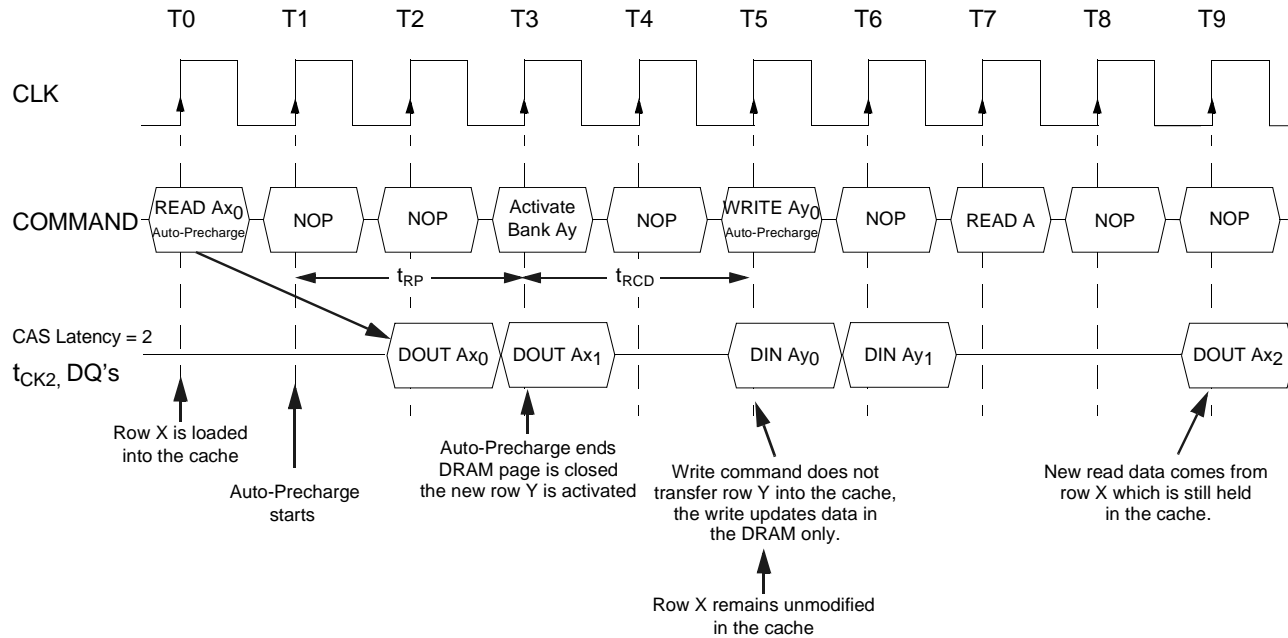 T0 T1 T2 T3 T4 T5 T6 T7 T8 T9
CLK
COMMAND
READ Ax0
Auto-Precharge
NOP
NOP
Activate
Bank Ay
NOP
WRITE Ay0
Auto-Precharge
NOP
READ A
NOP
NOP
tRP
tRCD
CAS Latency = 2
tCK2, DQ’s
DOUT Ax0
DOUT Ax1
DIN Ay0
DIN Ay1
DOUT Ax2
Row X is loaded
into the cache
Auto-Precharge
starts
Auto-Precharge ends
DRAM page is closed
the new row Y is activated
Write command does not
transfer row Y into the cache,
the write updates data in
the DRAM only.
Row X remains unmodified
in the cache
New read data comes from
row X which is still held
in the cache.